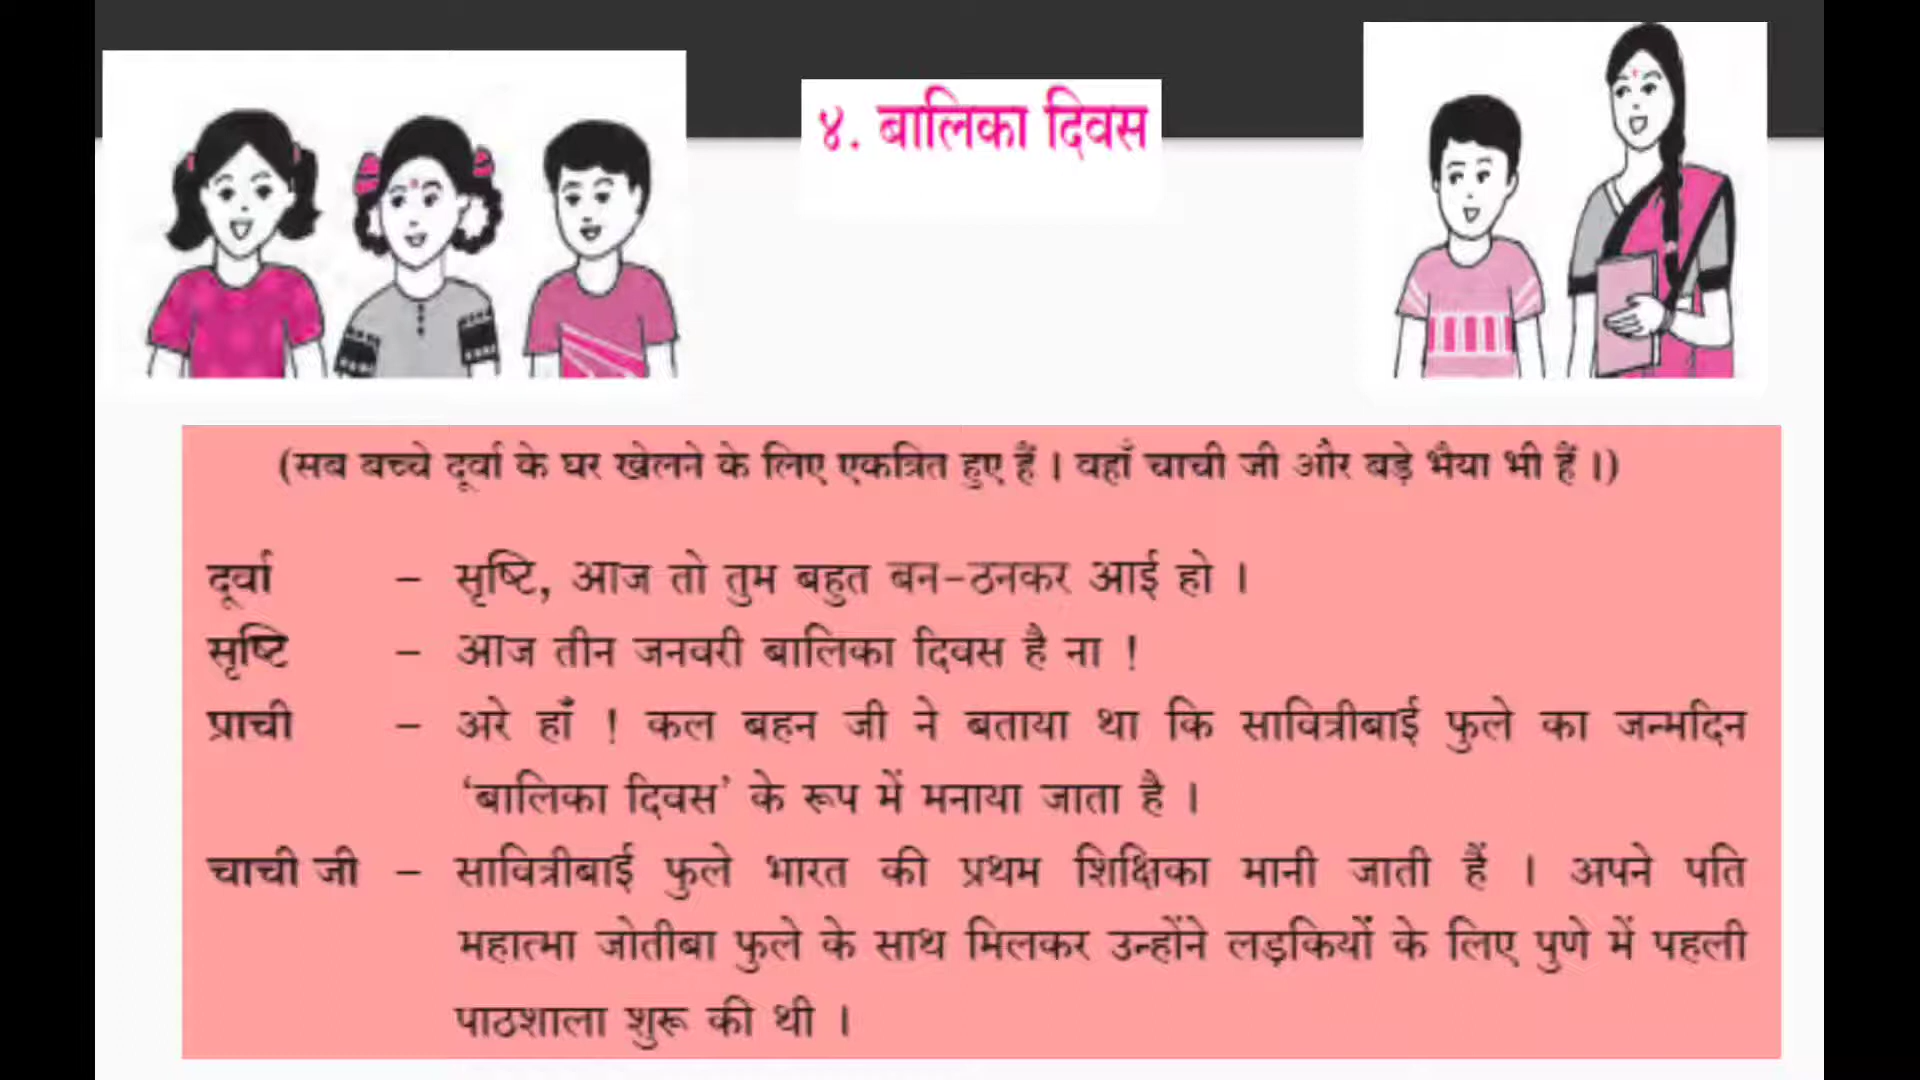 ४. बालिका दिवस
(सब बच्चे दूर्वा के घर खेलने के लिए एकत्रित हुए हैं । वहाँ चाची जी और बड़े भैया भी हैं ।)
दूर्वा – सृष्टि, आज तो तुम बहुत बन-ठनकर आई हो ।
सृष्टि – आज तीन जनवरी बालिका दिवस है ना !
प्राची – अरे हाँ ! कल बहन जी ने बताया था कि सावित्रीबाई फुले का जन्मदिन
‘बालिका दिवस’ के रूप में मनाया जाता है ।
चाची जी – सावित्रीबाई फुले भारत की प्रथम शिक्षिका मानी जाती हैं । अपने पति
महात्मा जोतीबा फुले के साथ मिलकर उन्होंने लड़कियों के लिए पुणे में पहली
पाठशाला शुरू की थी ।